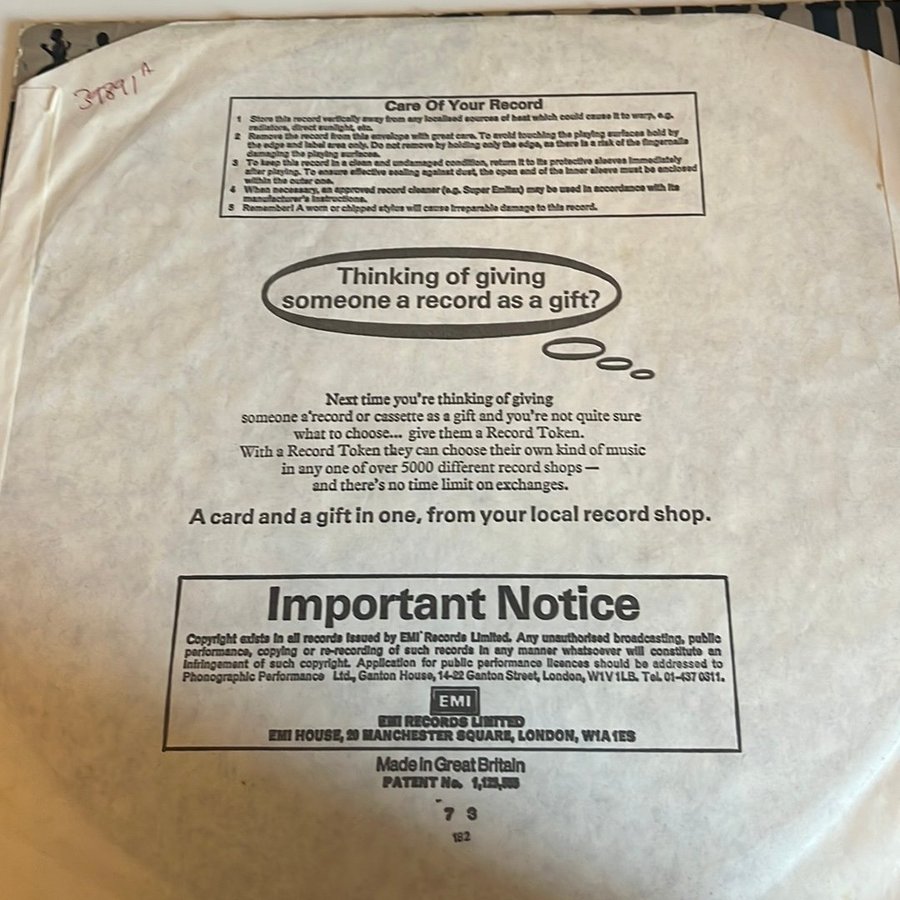 39891 A
Care Of Your Record
1 Store this record vertically away from any localised sources of heat which could cause it to warp, e.g.
radiators, direct sunlight, etc.
2 Remove the record from this envelope with great care. To avoid touching the playing surfaces hold by
the edge and label area only. Do not remove by holding only the edge, as there is a risk of the fingernails
damaging the playing surfaces.
3 To keep this record in a clean and undamaged condition, return it to its protective sleeves immediately
after playing. To ensure effective sealing against dust, the open end of the inner sleeve must be enclosed
within the outer one.
4 When necessary, an approved record cleaner (e.g. Super Emitex) may be used in accordance with its
manufacturer's instructions.
5 Remember! A worn or chipped stylus will cause irreparable damage to this record.
Thinking of giving
someone a record as a gift?
Next time you're thinking of giving
someone a record or cassette as a gift and you're not quite sure
what to choose... give them a Record Token.
With a Record Token they can choose their own kind of music
in any one of over 5000 different record shops —
and there's no time limit on exchanges.
A card and a gift in one, from your local record shop.
Important Notice
Copyright exists in all records issued by EMI Records Limited. Any unauthorised broadcasting, public
performance, copying or re-recording of such records in any manner whatsoever will constitute an
infringement of such copyright. Application for public performance licences should be addressed to
Phonographic Performance Ltd., Ganton House, 14-22 Ganton Street, London, W1V 1LB. Tel. 01-437 0311.
EMI
EMI RECORDS LIMITED
EMI HOUSE, 20 MANCHESTER SQUARE, LONDON, W1A 1ES
Made in Great Britain
PATENT No.
7 3
182